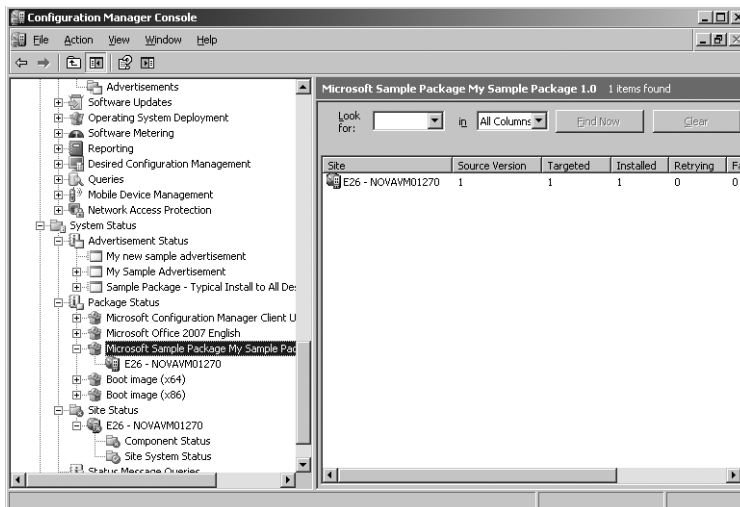 Configuration Manager Console
File Action View Window Help
Advertisements
Software Updates
Operating System Deployment
Software Metering
Reporting
Desired Configuration Management
Queries
Mobile Device Management
Network Access Protection
System Status
Advertisement Status
My new sample advertisement
My Sample Advertisement
Sample Package - Typical Install to All De
Package Status
Microsoft Configuration Manager Client U
Microsoft Office 2007 English
Microsoft Sample Package My Sample Pac
E26 - NOVAVM01270
Boot image (x64)
Boot image (x86)
Site Status
E26 - NOVAVM01270
Component Status
Site System Status
Status Message Queries
Microsoft Sample Package My Sample Package 1.0 1 items found
Look for: in All Columns Find Now Clear
Site Source Version Targeted Installed Retrying Fa
E26 - NOVAVM01270 1 1 1 0 0